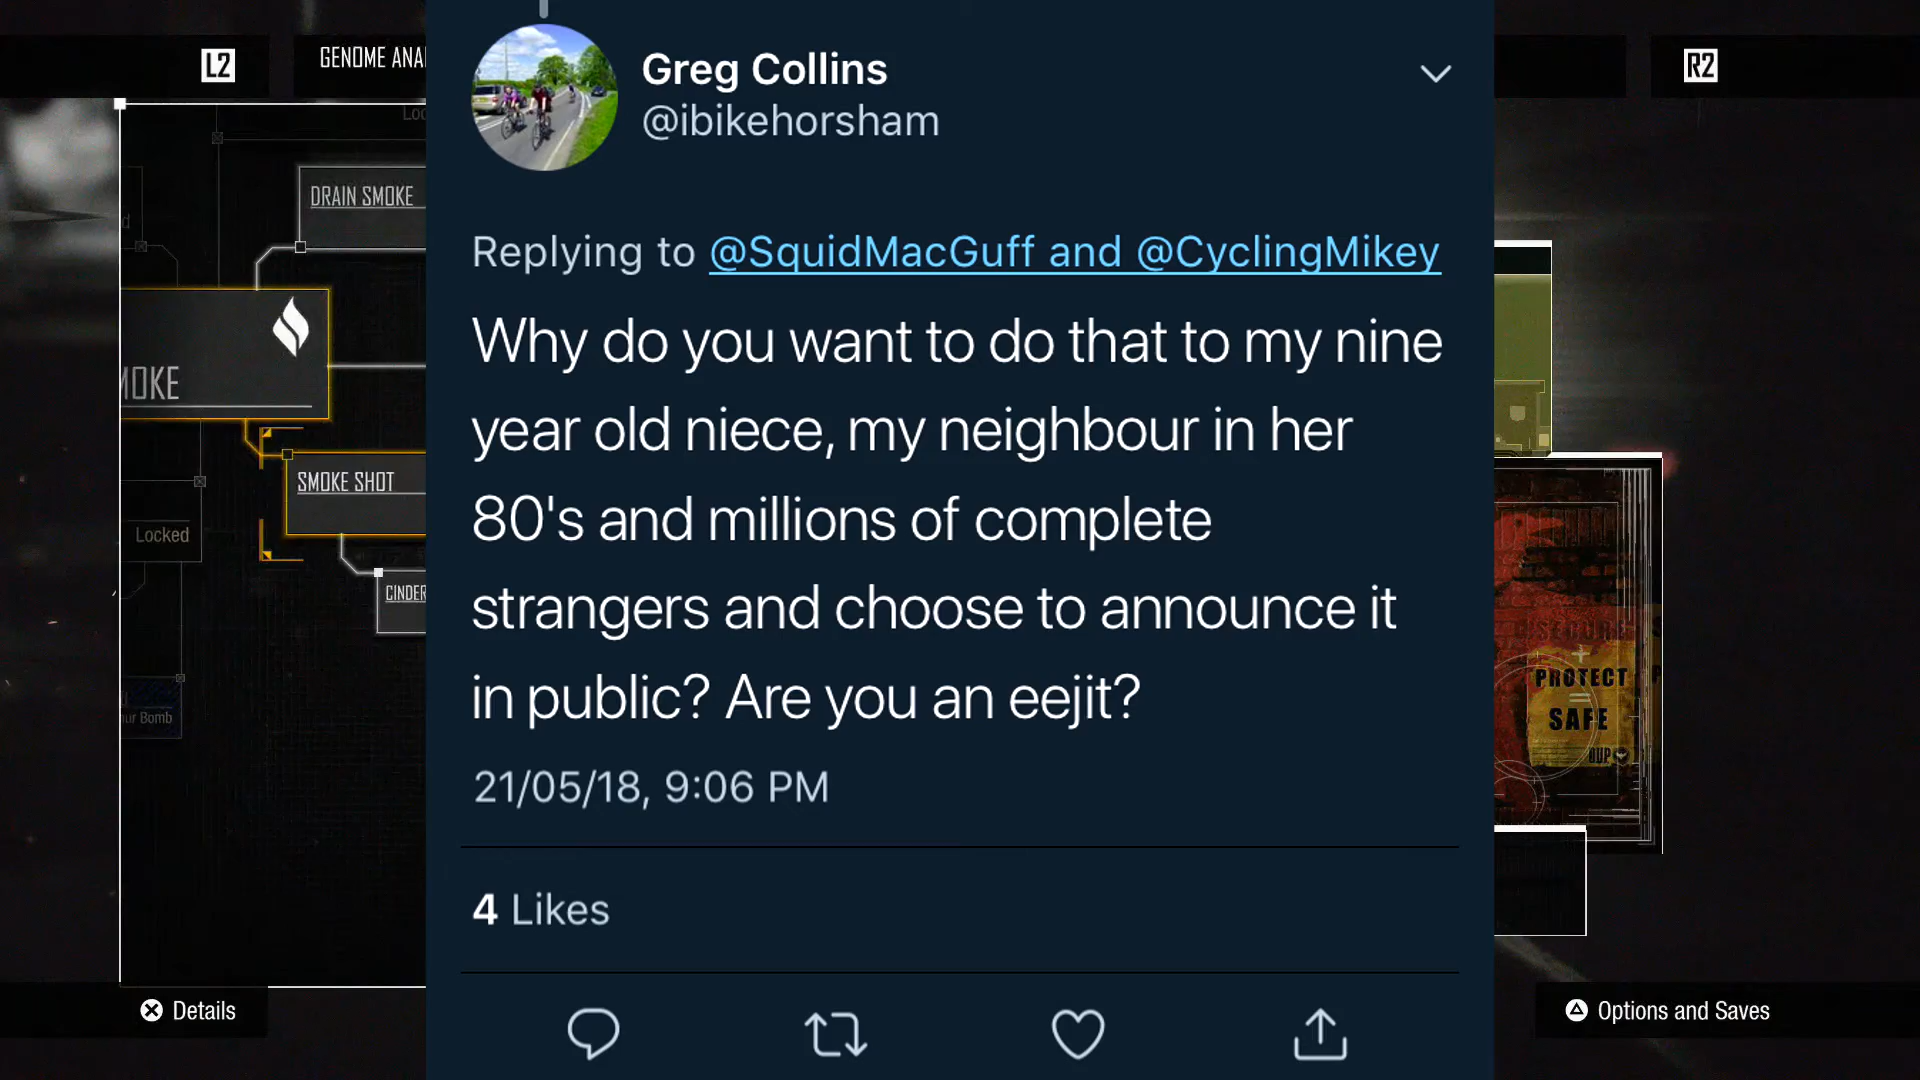 L2
GENOME ANA
R2
Greg Collins
@ibikehorsham
DRAIN SMOKE
Replying to @SquidMacGuff and @CyclingMikey
Why do you want to do that to my nine
year old niece, my neighbour in her
80's and millions of complete
strangers and choose to announce it
in public? Are you an eejit?
21/05/18, 9:06 PM
4 Likes
MOKE
SMOKE SHOT
Locked
CINDER
ur Bomb
SECURE
PROTECT
SAFE
DUP
Details
Options and Saves